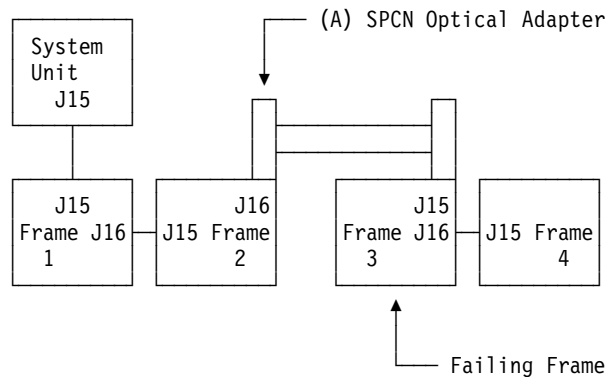 (A) SPCN Optical Adapter
System
Unit
J15
J15
Frame J16
1
J16
J15 Frame
2
J15
Frame J16
3
J15 Frame
4
Failing Frame